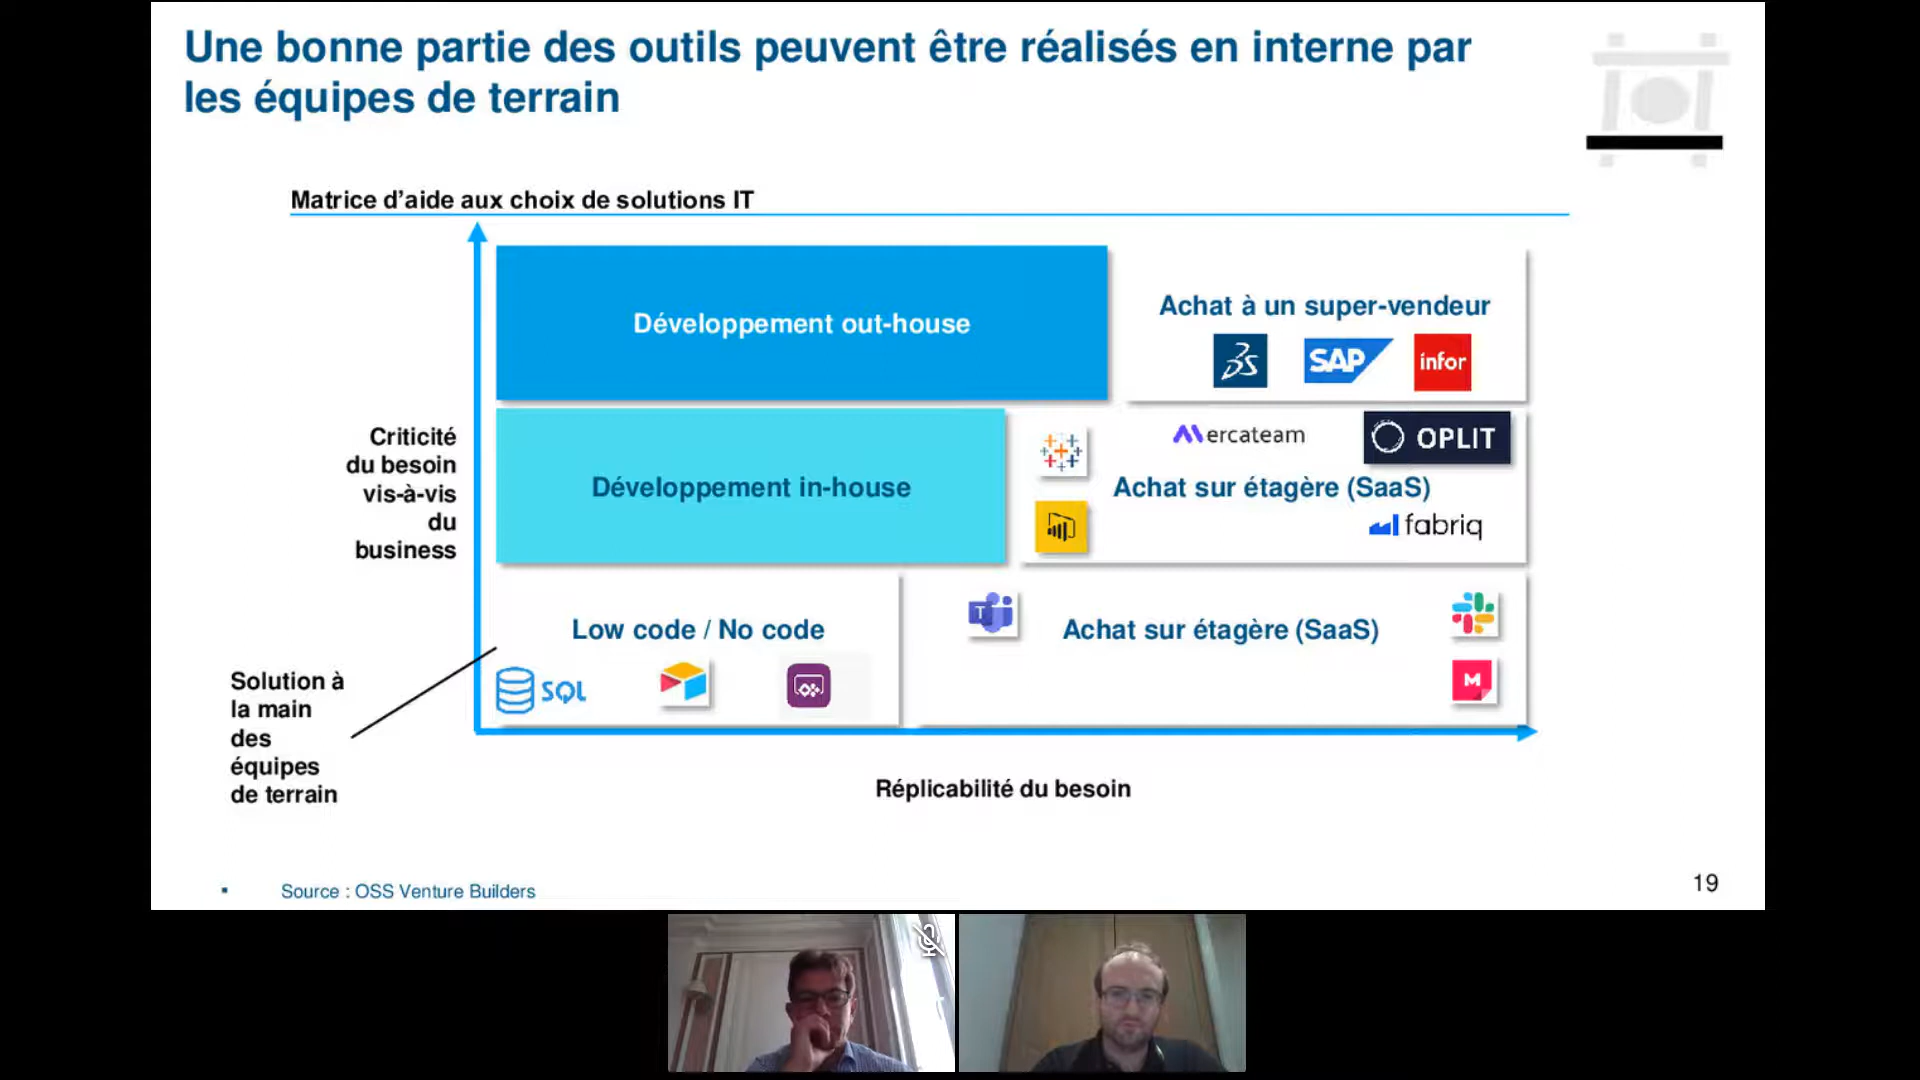 Une bonne partie des outils peuvent être réalisés en interne par
les équipes de terrain
Matrice d’aide aux choix de solutions IT
Développement out-house
Achat à un super-vendeur
3S
SAP
infor
Criticité
du besoin
vis-à-vis
du
business
Développement in-house
Mercateam
OPLIT
Achat sur étagère (SaaS)
fabriq
Low code / No code
SQL
T
Achat sur étagère (SaaS)
M
Solution à
la main
des
équipes
de terrain
Réplicabilité du besoin
Source : OSS Venture Builders
19